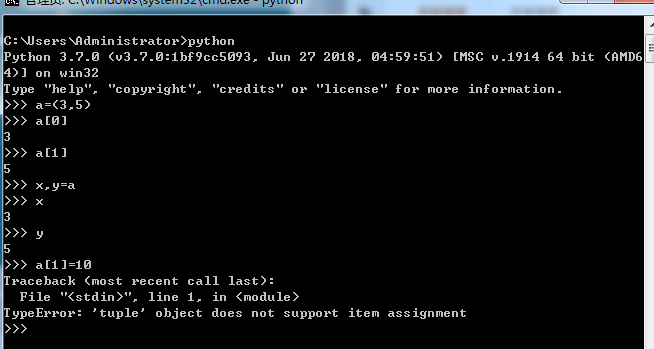 管理员: C:\Windows\system32\cmd.exe - python
C:\Users\Administrator>python
Python 3.7.0 (v3.7.0:1bf9cc5093, Jun 27 2018, 04:59:51) [MSC v.1914 64 bit (AMD6
4)] on win32
Type "help", "copyright", "credits" or "license" for more information.
>>> a=(3,5)
>>> a[0]
3
>>> a[1]
5
>>> x,y=a
>>> x
3
>>> y
5
>>> a[1]=10
Traceback (most recent call last):
  File "<stdin>", line 1, in <module>
TypeError: 'tuple' object does not support item assignment
>>>